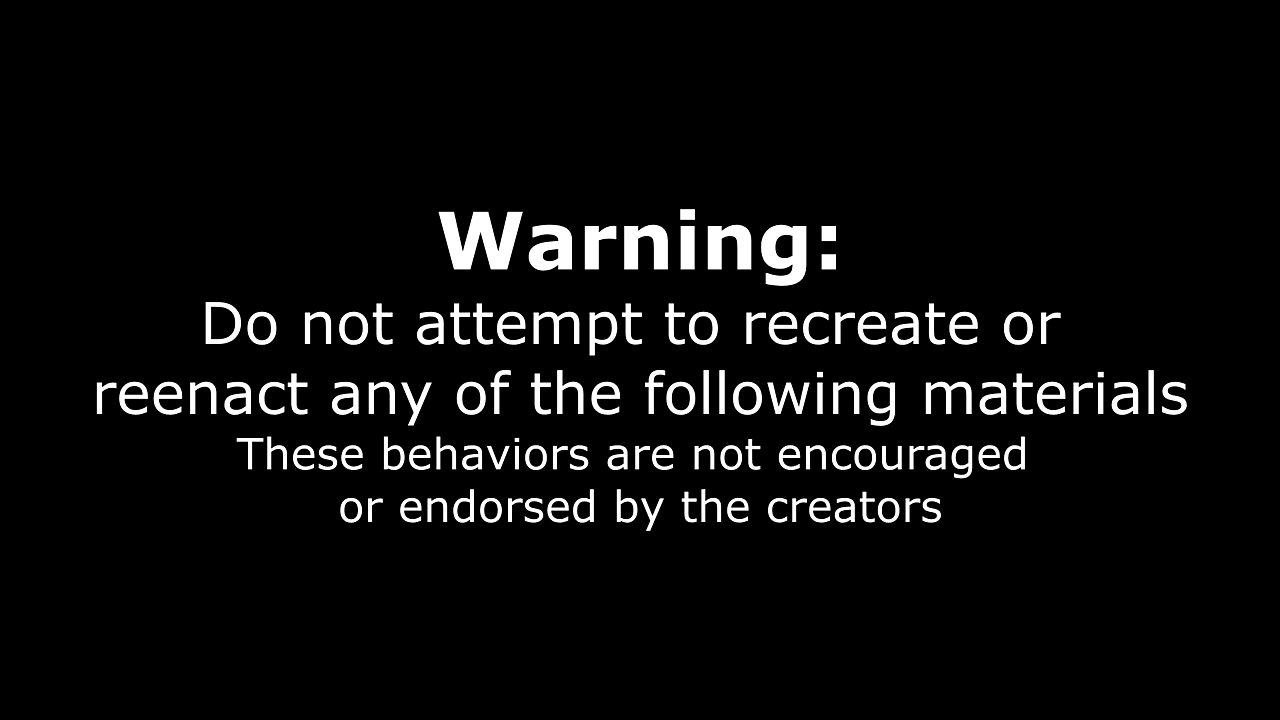 Warning:
Do not attempt to recreate or
reenact any of the following materials
These behaviors are not encouraged
or endorsed by the creators